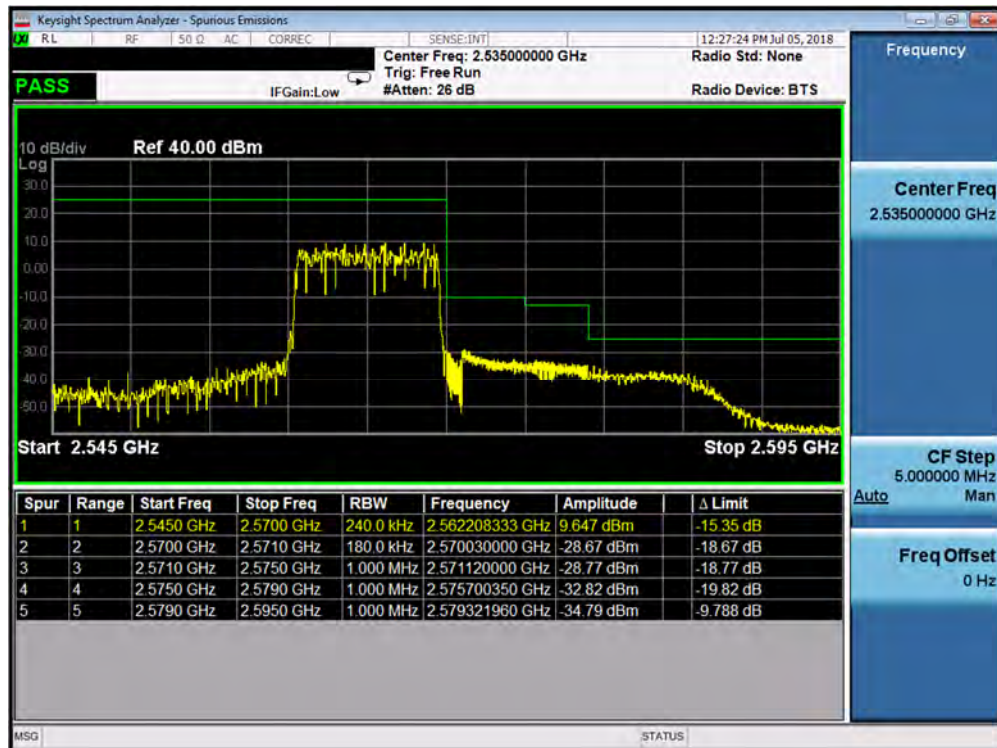 Keysight Spectrum Analyzer - Spurious Emissions
LXI RL RF 50 Ω AC CORREC SENSE:INT 12:27:24 PM Jul 05, 2018
Center Freq: 2.535000000 GHz Radio Std: None
Trig: Free Run
PASS IFGain:Low #Atten: 26 dB Radio Device: BTS
10 dB/div Ref 40.00 dBm
Log
30.0
20.0
10.0
0.00
-10.0
-20.0
-30.0
-40.0
-50.0
Start 2.545 GHz Stop 2.595 GHz
Spur Range Start Freq Stop Freq RBW Frequency Amplitude Δ Limit
1 1 2.5450 GHz 2.5700 GHz 240.0 kHz 2.562208333 GHz 9.647 dBm -15.35 dB
2 2 2.5700 GHz 2.5710 GHz 180.0 kHz 2.570030000 GHz -28.67 dBm -18.67 dB
3 3 2.5710 GHz 2.5750 GHz 1.000 MHz 2.571120000 GHz -28.77 dBm -18.77 dB
4 4 2.5750 GHz 2.5790 GHz 1.000 MHz 2.575700350 GHz -32.82 dBm -19.82 dB
5 5 2.5790 GHz 2.5950 GHz 1.000 MHz 2.579321960 GHz -34.79 dBm -9.788 dB
MSG STATUS
Frequency
Center Freq
2.535000000 GHz
CF Step
5.000000 MHz
Auto Man
Freq Offset
0 Hz